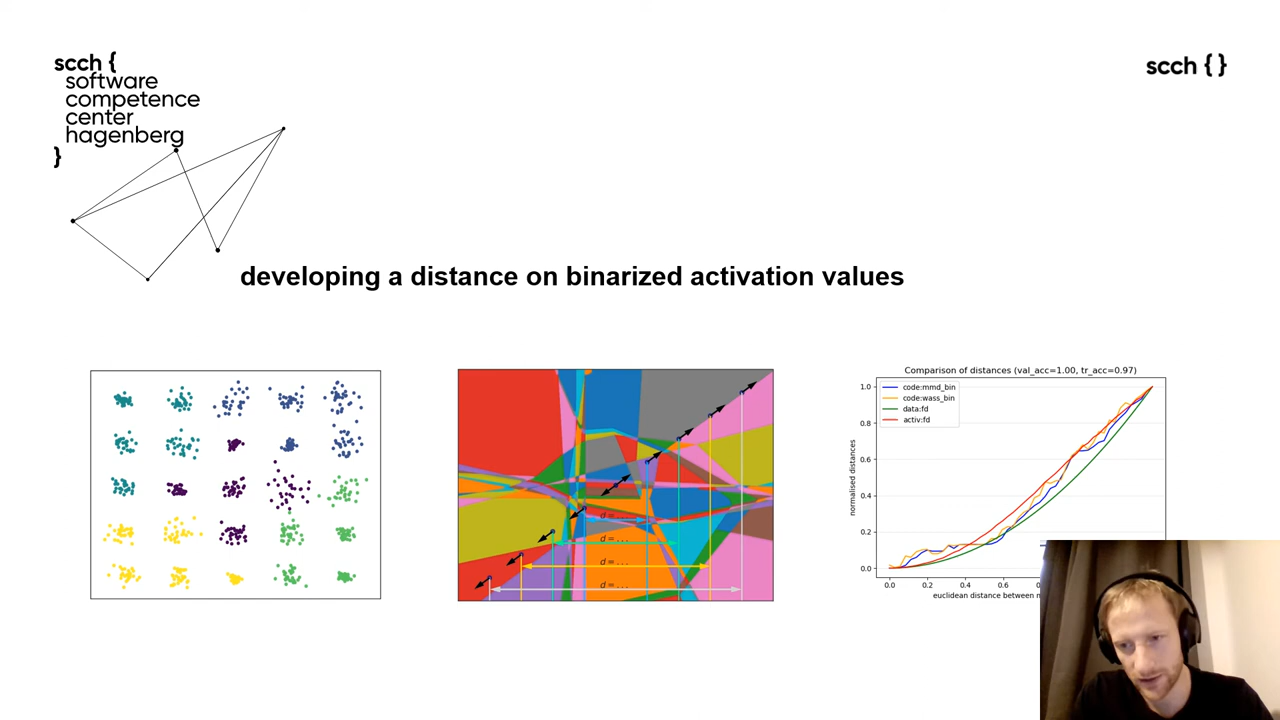 scch {
software
competence
center
hagenberg
}
scch { }
developing a distance on binarized activation values
d = ...
d = ...
d = ...
Comparison of distances (val_acc=1.00, tr_acc=0.97)
code:mmd_bin
code:wass_bin
data:fd
activ:fd
normalised distances
1.0
0.8
0.6
0.4
0.2
0.0
0.0
0.2
0.4
0.6
euclidean distance between